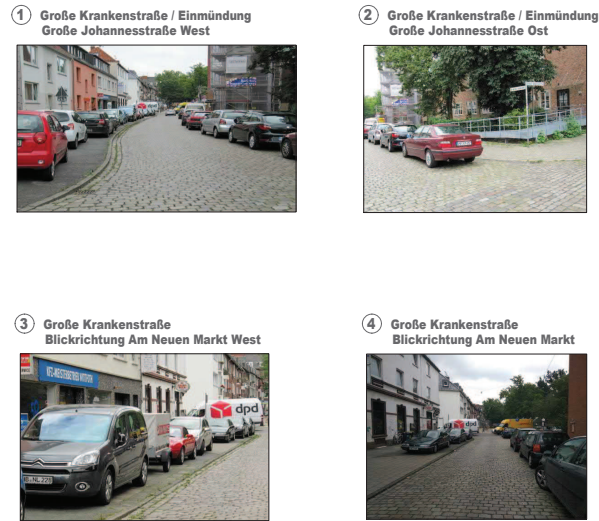 1 Große Krankenstraße / Einmündung
Große Johannesstraße West
2 Große Krankenstraße / Einmündung
Große Johannesstraße Ost
3 Große Krankenstraße
Blickrichtung Am Neuen Markt West
dpd
4 Große Krankenstraße
Blickrichtung Am Neuen Markt
dpd